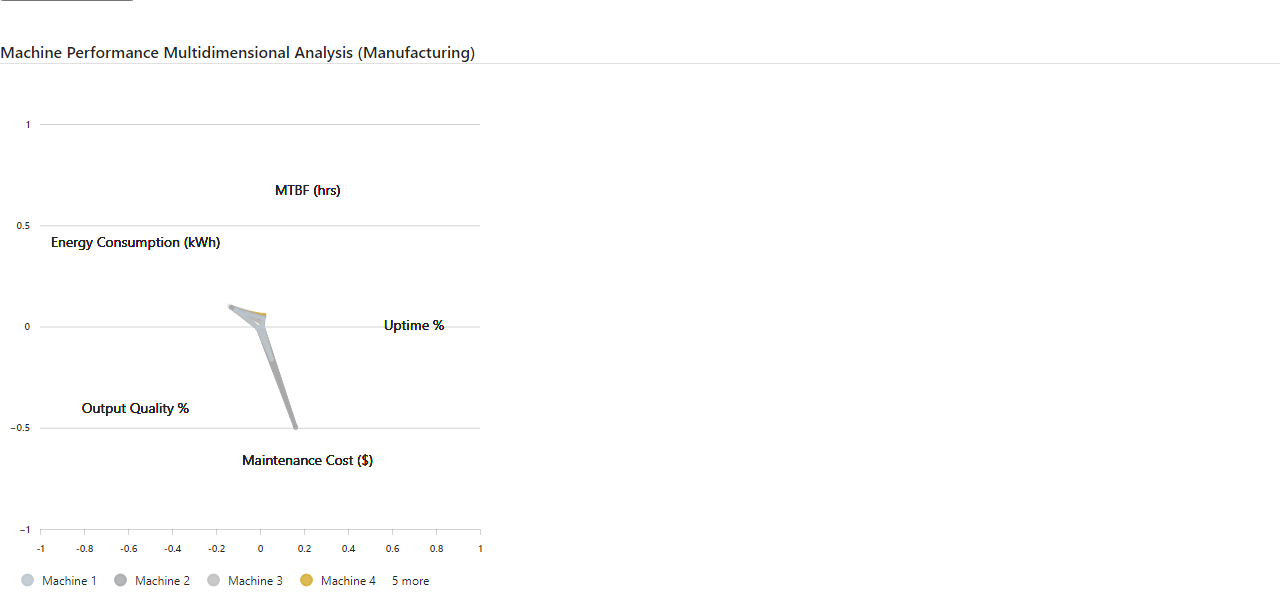 Machine Performance Multidimensional Analysis (Manufacturing)
1
MTBF (hrs)
0.5
Energy Consumption (kWh)
0
Uptime %
Output Quality %
−0.5
Maintenance Cost ($)
−1
-1 -0.8 -0.6 -0.4 -0.2 0 0.2 0.4 0.6 0.8 1
Machine 1 Machine 2 Machine 3 Machine 4 5 more